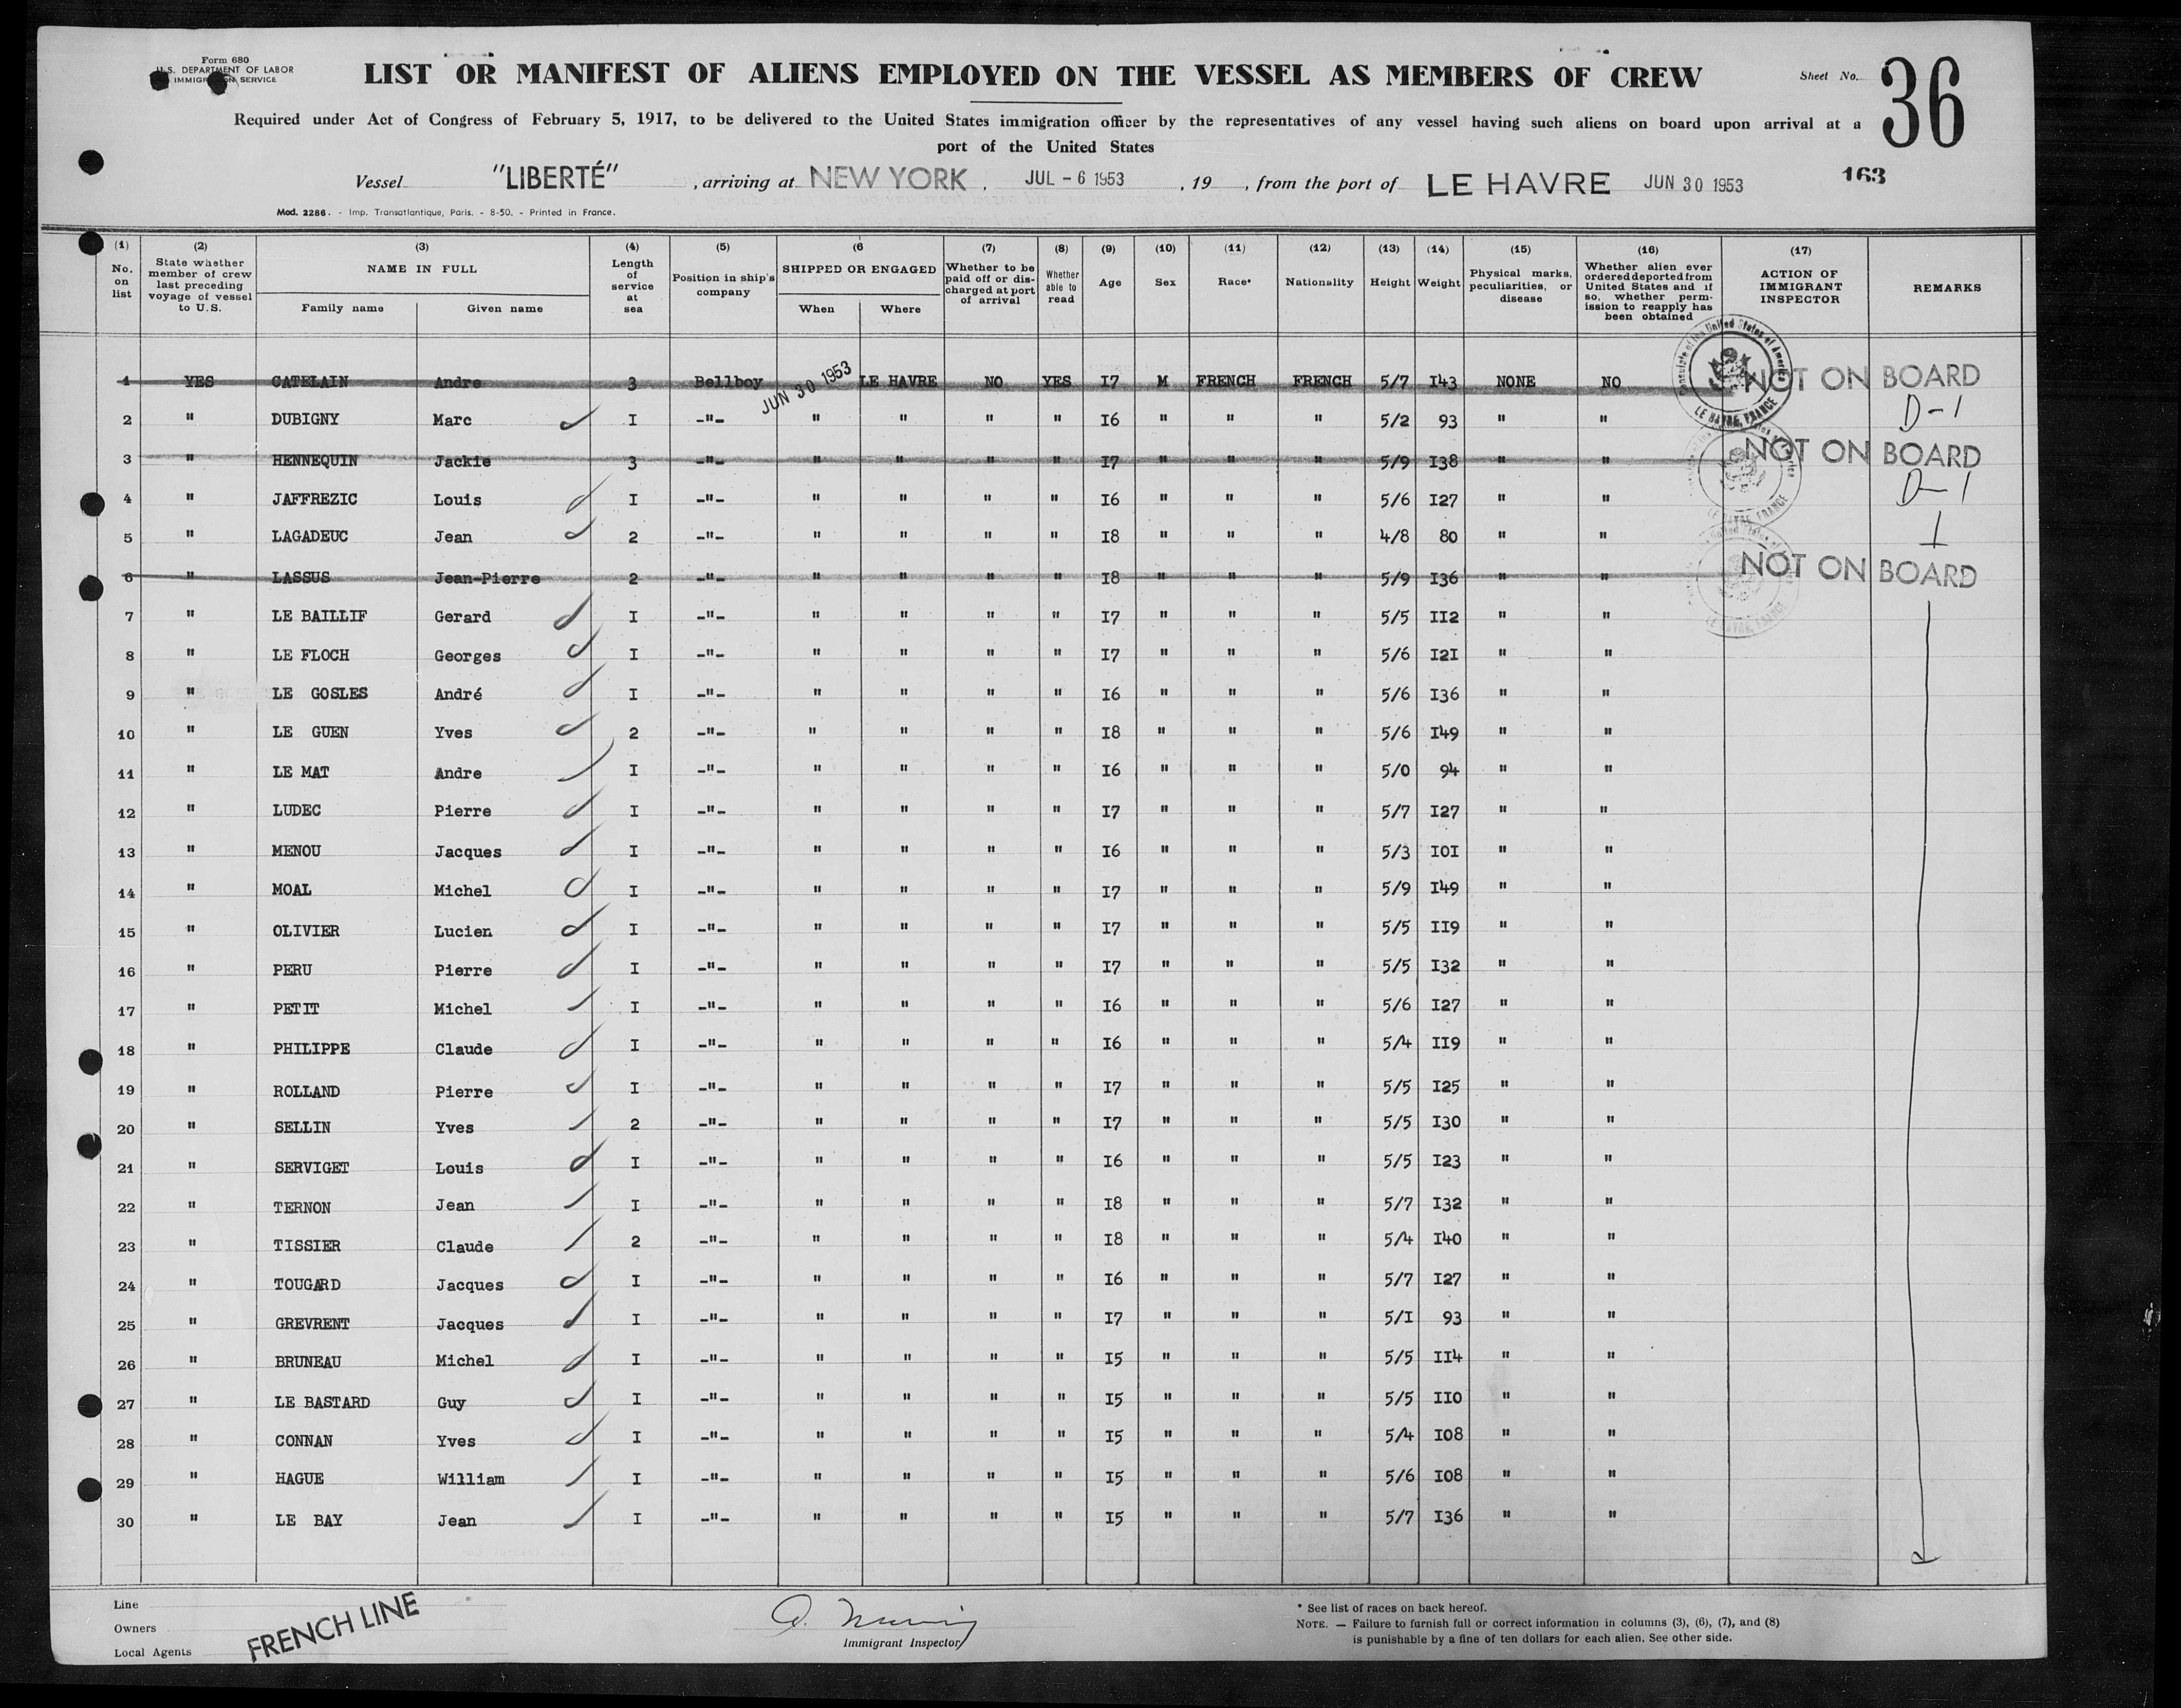 Form 680
U.S. DEPARTMENT OF LABOR
IMMIGRATION SERVICE
LIST OR MANIFEST OF ALIENS EMPLOYED ON THE VESSEL AS MEMBERS OF CREW
Sheet No. 36
Required under Act of Congress of February 5, 1917, to be delivered to the United States immigration officer by the representatives of any vessel having such aliens on board upon arrival at a
port of the United States
Vessel "LIBERTÉ", arriving at NEW YORK, JUL - 6 1953, 19 , from the port of LE HAVRE JUN 30 1953 163
Mod. 2286. - Imp. Transatlantique, Paris. - 8-50. - Printed in France.
(1) (2) (3) (4) (5) (6 (7) (8) (9) (10) (11) (12) (13) (14) (15) (16) (17)
No. on list
State whether member of crew last preceding voyage of vessel to U.S.
NAME IN FULL
Family name Given name
Length of service at sea
Position in ship's company
SHIPPED OR ENGAGED
When Where
Whether to be paid off or discharged at port of arrival
Whether able to read
Age
Sex
Race*
Nationality
Height
Weight
Physical marks, peculiarities, or disease
Whether alien ever ordered deported from United States and if so, whether permission to reapply has been obtained
ACTION OF IMMIGRANT INSPECTOR
REMARKS
Consulate of the United States of America
LE HAVRE, FRANCE
1 YES CATELAIN Andre 3 Bellboy JUN 30 1953 LE HAVRE NO YES I7 M FRENCH FRENCH 5/7 I43 NONE NO NOT ON BOARD
2 " DUBIGNY Marc I -"- " " " " I6 " " " 5/2 93 " " D-1
3 " HENNEQUIN Jackie 3 -"- " " " " I7 " " " 5/9 I38 " " NOT ON BOARD
4 " JAFFREZIC Louis I -"- " " " " I6 " " " 5/6 I27 " " D-1
5 " LAGADEUC Jean 2 -"- " " " " I8 " " " 4/8 80 " " 1
6 " LASSUS Jean-Pierre 2 -"- " " " " I8 " " " 5/9 I36 " " NOT ON BOARD
7 " LE BAILLIF Gerard I -"- " " " " I7 " " " 5/5 II2 " "
8 " LE FLOCH Georges I -"- " " " " I7 " " " 5/6 I2I " "
9 " LE GOSLES André I -"- " " " " I6 " " " 5/6 I36 " "
10 " LE GUEN Yves 2 -"- " " " " I8 " " " 5/6 I49 " "
11 " LE MAT Andre I -"- " " " " I6 " " " 5/0 94 " "
12 " LUDEC Pierre I -"- " " " " I7 " " " 5/7 I27 " "
13 " MENOU Jacques I -"- " " " " I6 " " " 5/3 IOI " "
14 " MOAL Michel I -"- " " " " I7 " " " 5/9 I49 " "
15 " OLIVIER Lucien I -"- " " " " I7 " " " 5/5 II9 " "
16 " PERU Pierre I -"- " " " " I7 " " " 5/5 I32 " "
17 " PETIT Michel I -"- " " " " I6 " " " 5/6 I27 " "
18 " PHILIPPE Claude I -"- " " " " I6 " " " 5/4 II9 " "
19 " ROLLAND Pierre I -"- " " " " I7 " " " 5/5 I25 " "
20 " SELLIN Yves 2 -"- " " " " I7 " " " 5/5 I30 " "
21 " SERVIGET Louis I -"- " " " " I6 " " " 5/5 I23 " "
22 " TERNON Jean I -"- " " " " I8 " " " 5/7 I32 " "
23 " TISSIER Claude 2 -"- " " " " I8 " " " 5/4 I40 " "
24 " TOUGARD Jacques I -"- " " " " I6 " " " 5/7 I27 " "
25 " GREVRENT Jacques I -"- " " " " I7 " " " 5/I 93 " "
26 " BRUNEAU Michel I -"- " " " " I5 " " " 5/5 II4 " "
27 " LE BASTARD Guy I -"- " " " " I5 " " " 5/5 IIO " "
28 " CONNAN Yves I -"- " " " " I5 " " " 5/4 I08 " "
29 " HAGUE William I -"- " " " " I5 " " " 5/6 I08 " "
30 " LE BAY Jean I -"- " " " " I5 " " " 5/7 I36 " "
Line
Owners
Local Agents
FRENCH LINE
Immigrant Inspector
* See list of races on back hereof.
NOTE. — Failure to furnish full or correct information in columns (3), (6), (7), and (8)
is punishable by a fine of ten dollars for each alien. See other side.